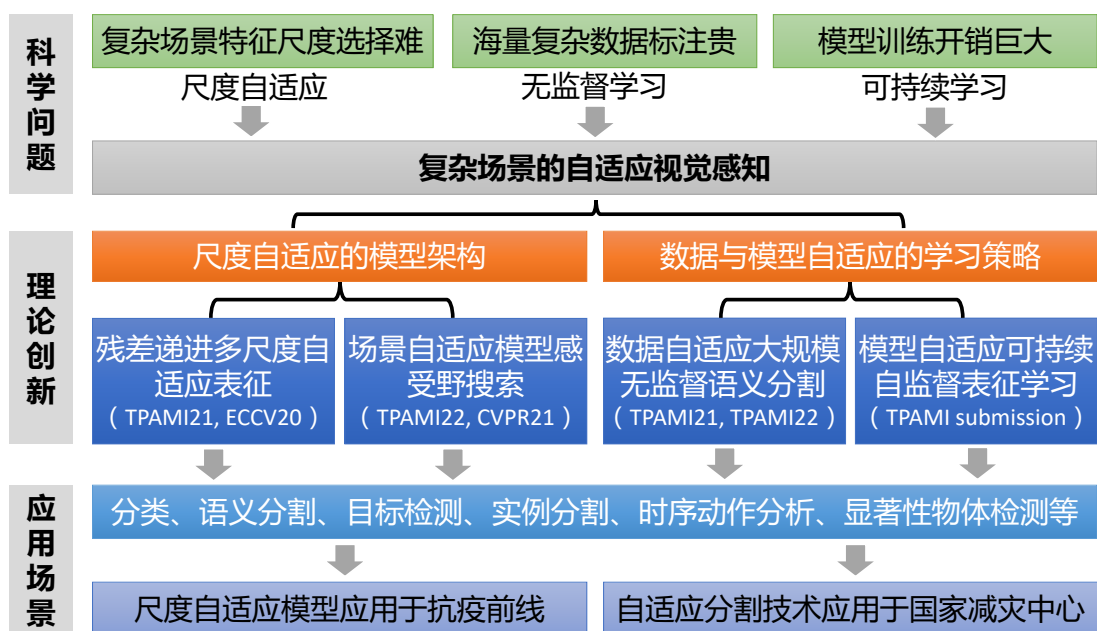 科学问题
复杂场景特征尺度选择难
海量复杂数据标注贵
模型训练开销巨大
尺度自适应
无监督学习
可持续学习
复杂场景的自适应视觉感知
理论创新
尺度自适应的模型架构
数据与模型自适应的学习策略
残差递进多尺度自
适应表征
（TPAMI21, ECCV20）
场景自适应模型感
受野搜索
（TPAMI22, CVPR21）
数据自适应大规模
无监督语义分割
（TPAMI21, TPAMI22）
模型自适应可持续
自监督表征学习
（TPAMI submission）
应用场景
分类、语义分割、目标检测、实例分割、时序动作分析、显著性物体检测等
尺度自适应模型应用于抗疫前线
自适应分割技术应用于国家减灾中心